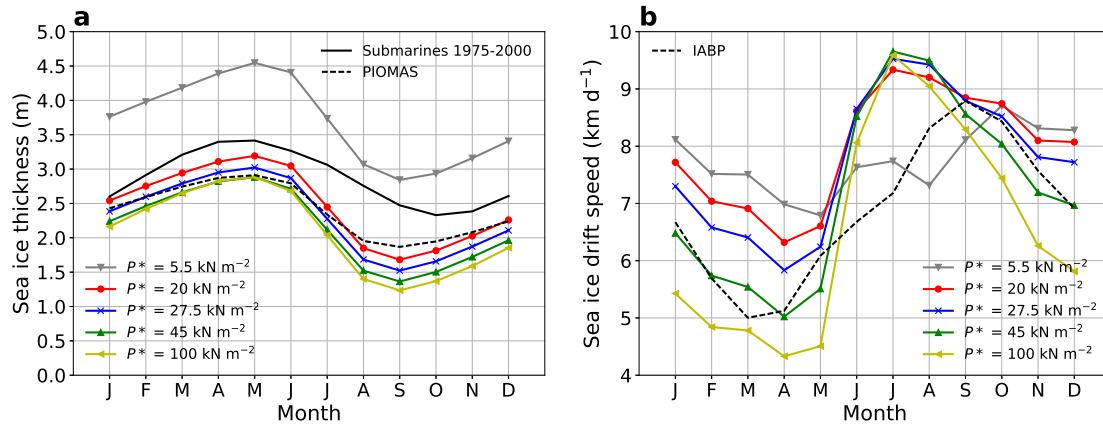 a
Sea ice thickness (m)
5.0
4.5
4.0
3.5
3.0
2.5
2.0
1.5
1.0
0.5
0.0
Submarines 1975-2000
PIOMAS
P* = 5.5 kN m⁻²
P* = 20 kN m⁻²
P* = 27.5 kN m⁻²
P* = 45 kN m⁻²
P* = 100 kN m⁻²
J F M A M J J A S O N D
Month
b
Sea ice drift speed (km d⁻¹)
10
9
8
7
6
5
4
IABP
P* = 5.5 kN m⁻²
P* = 20 kN m⁻²
P* = 27.5 kN m⁻²
P* = 45 kN m⁻²
P* = 100 kN m⁻²
J F M A M J J A S O N D
Month